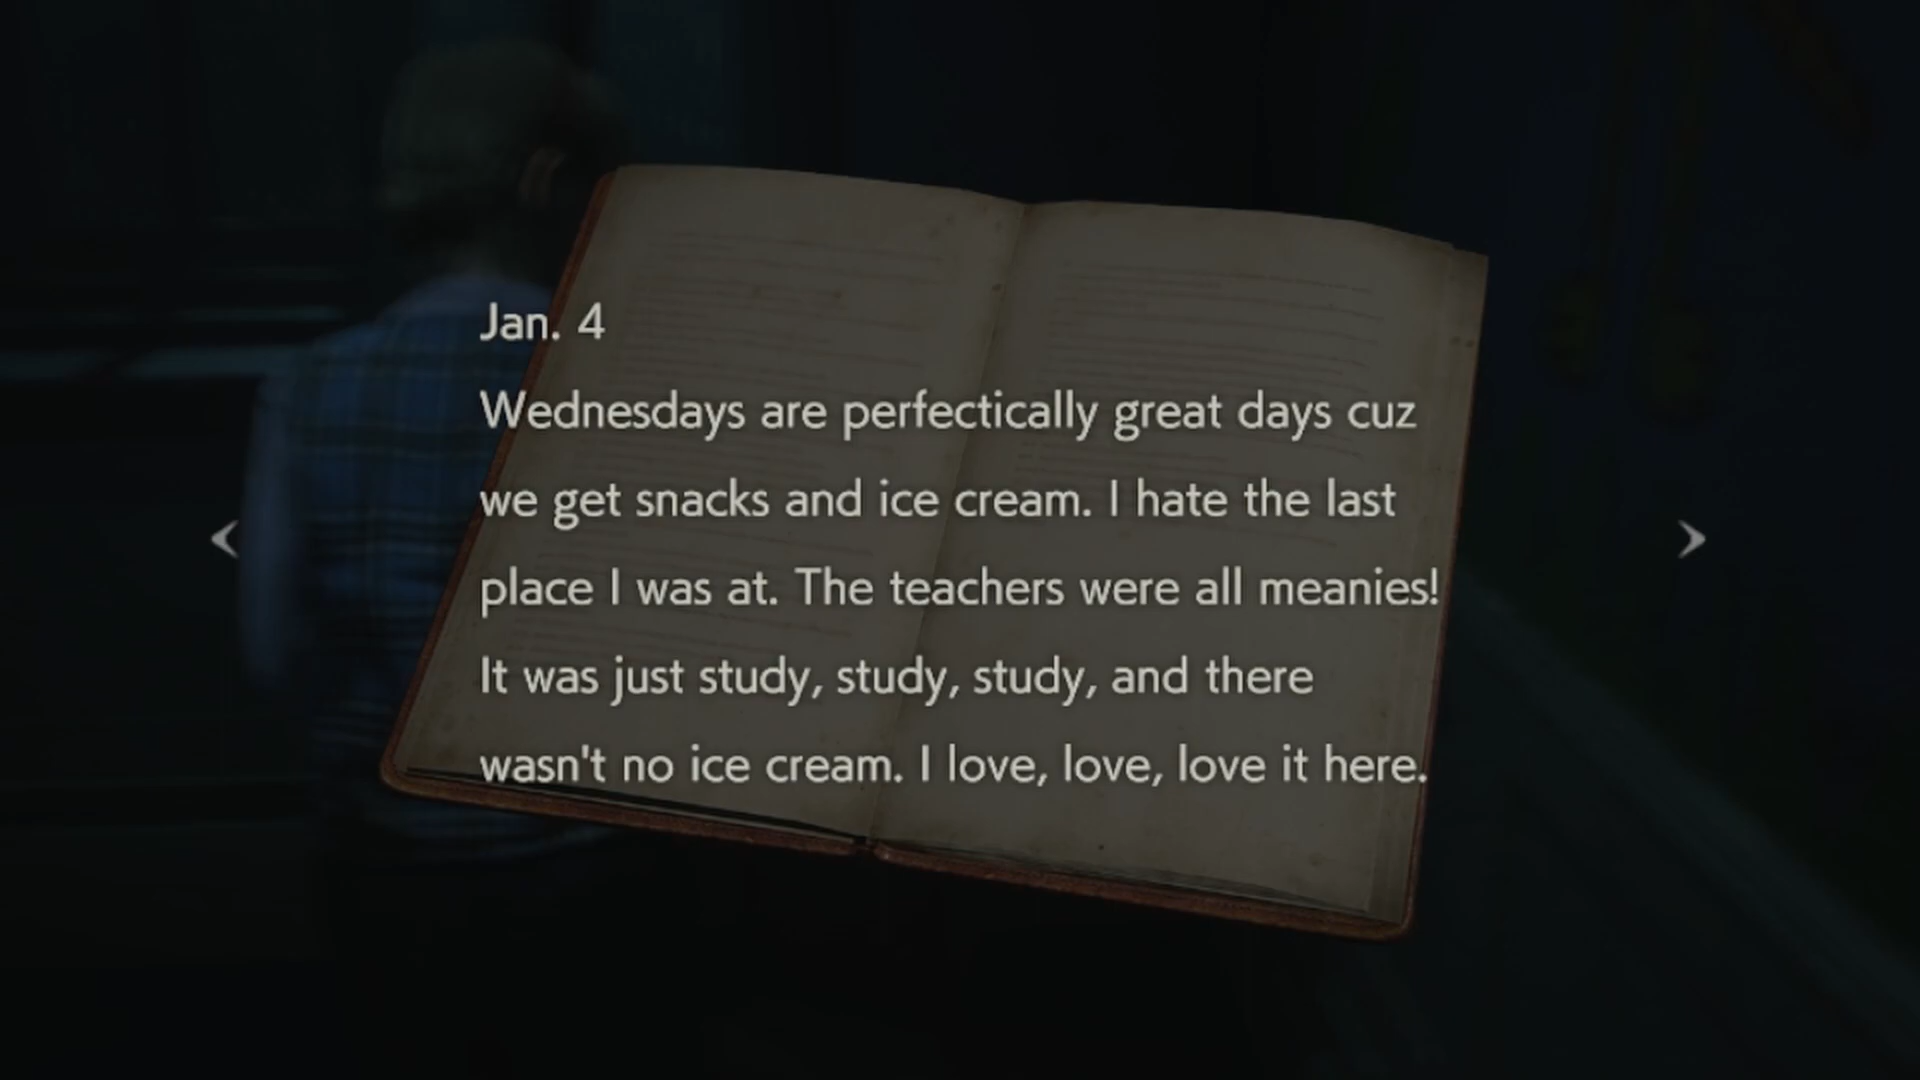 Jan. 4
Wednesdays are perfectically great days cuz
we get snacks and ice cream. I hate the last
place I was at. The teachers were all meanies!
It was just study, study, study, and there
wasn't no ice cream. I love, love, love it here.